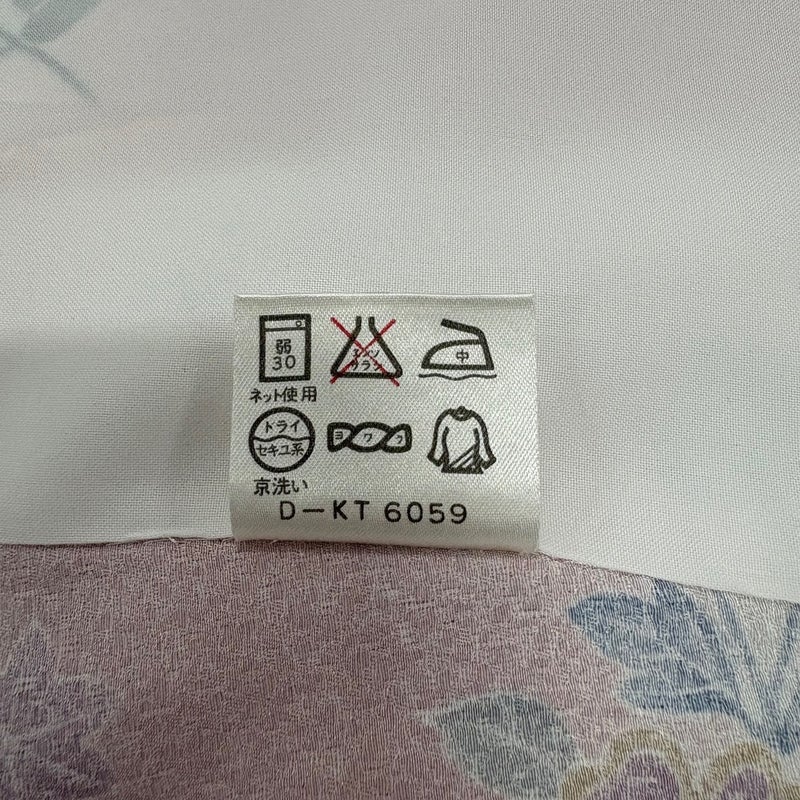 弱
30
エンソ
サラシ
中
ネット使用
ドライ
セキユ系
ヨワク
京洗い
D－KT 6059